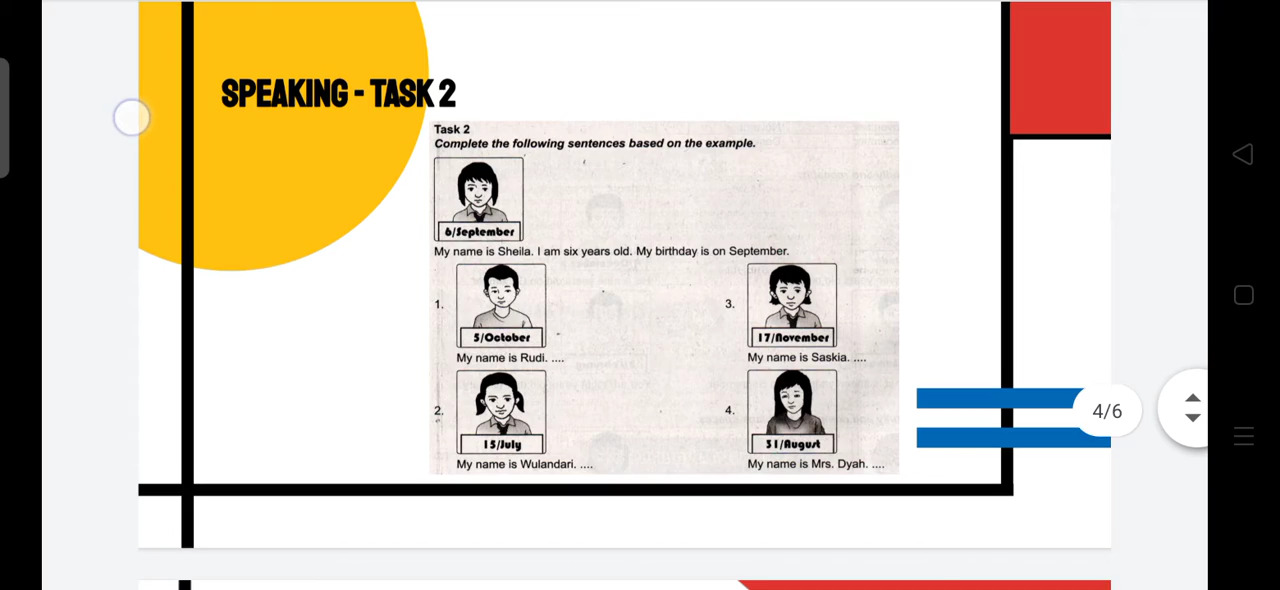 SPEAKING - TASK 2
Task 2
Complete the following sentences based on the example.
6/September
My name is Sheila. I am six years old. My birthday is on September.
1.
5/October
My name is Rudi. ....
2.
15/July
My name is Wulandari. ....
3.
17/November
My name is Saskia. ....
4.
31/August
My name is Mrs. Dyah. ....
4/6